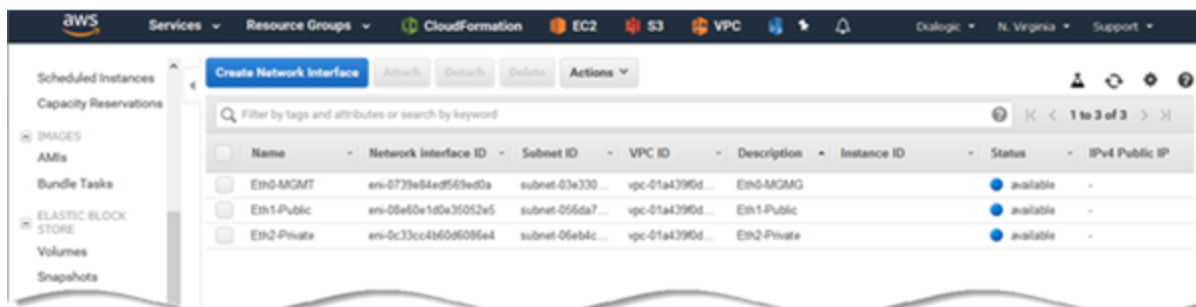 aws Services Resource Groups CloudFormation EC2 S3 VPC Dialogic N. Virginia Support
Scheduled Instances
Capacity Reservations
IMAGES
AMIs
Bundle Tasks
ELASTIC BLOCK
STORE
Volumes
Snapshots
Create Network Interface Attach Detach Delete Actions
Filter by tags and attributes or search by keyword 1 to 3 of 3
Name Network interface ID Subnet ID VPC ID Description Instance ID Status IPv4 Public IP
Eth0-MGMT eni-0739e84edf569ed0a subnet-03e330... vpc-01a439f0d... Eth0-MGMG available -
Eth1-Public eni-08e60e1d0e35052e5 subnet-056da7... vpc-01a439f0d... Eth1-Public available -
Eth2-Private eni-0c33cc4b60d6086e4 subnet-06eb4c... vpc-01a439f0d... Eth2-Private available -